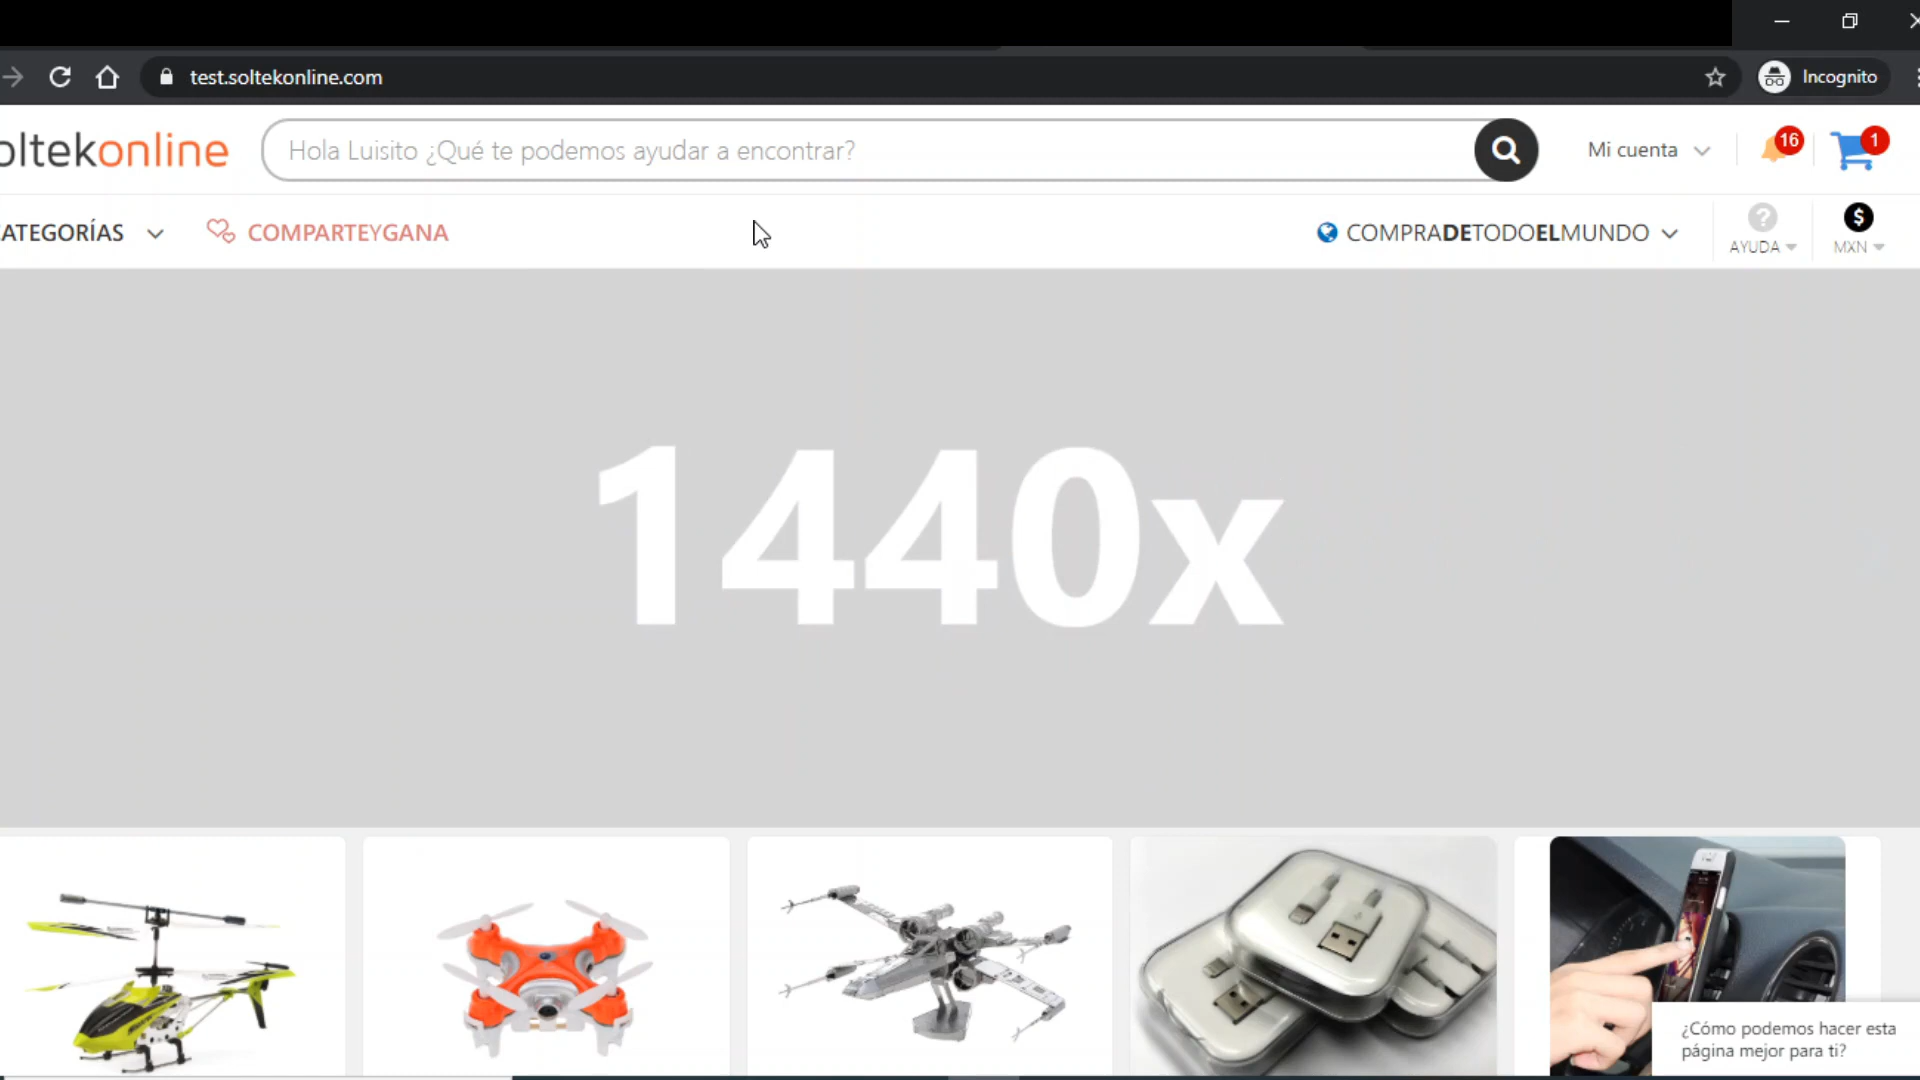 test.soltekonline.com
Incognito
oltekonline
Hola Luisito ¿Qué te podemos ayudar a encontrar?
Mi cuenta
16
1
ATEGORÍAS
COMPARTEYGANA
COMPRADETODOELMUNDO
AYUDA
MXN
1440x
¿Cómo podemos hacer esta
página mejor para ti?